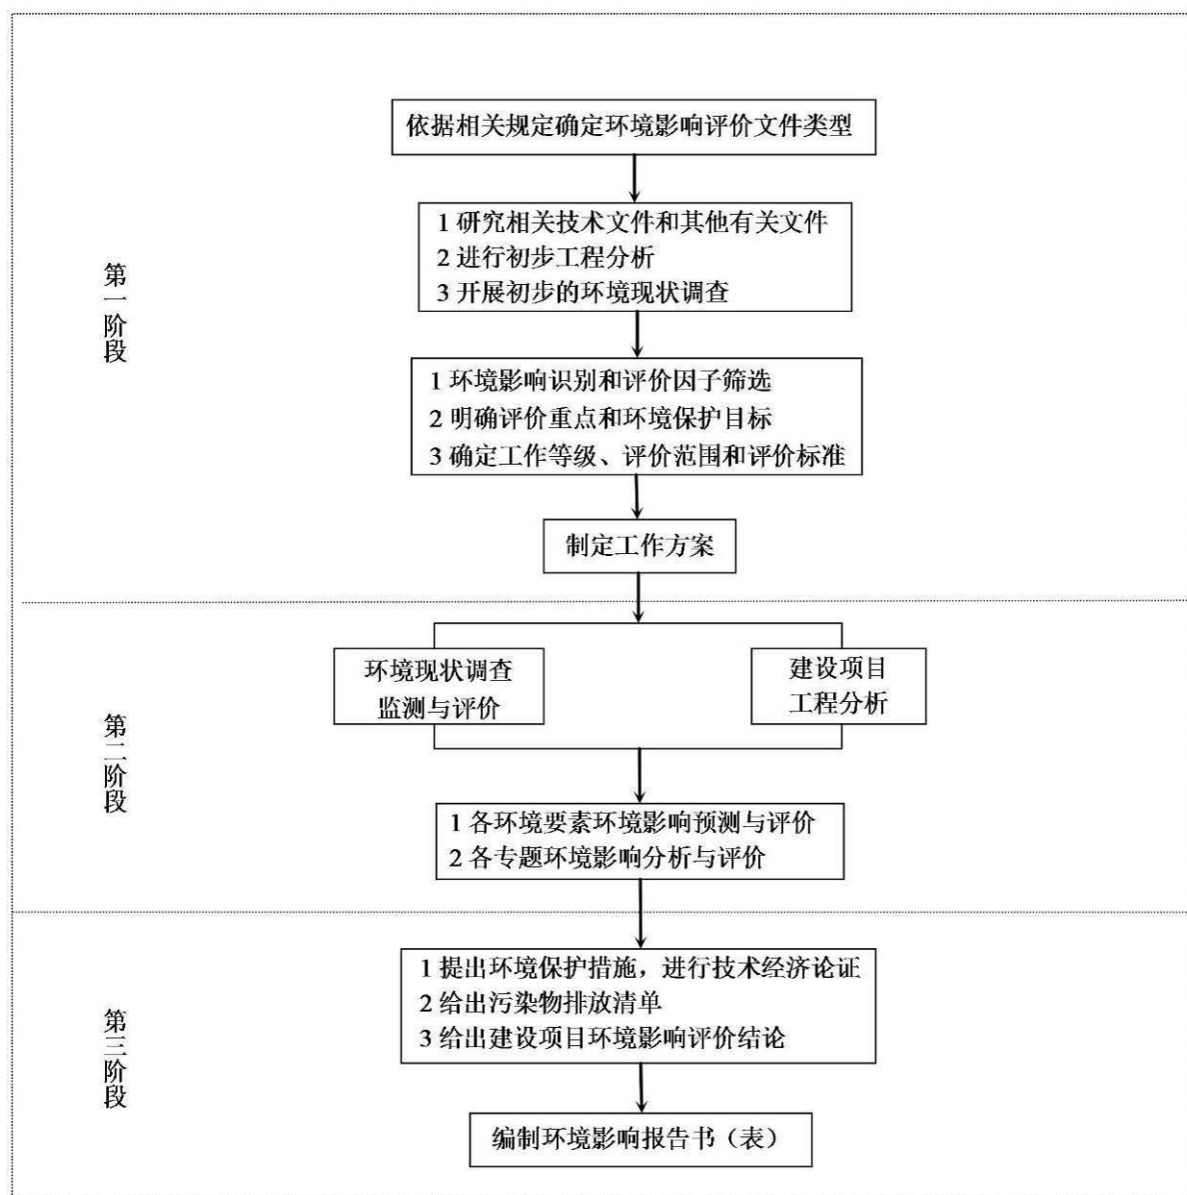 依据相关规定确定环境影响评价文件类型
1 研究相关技术文件和其他有关文件
2 进行初步工程分析
3 开展初步的环境现状调查
第一阶段
1 环境影响识别和评价因子筛选
2 明确评价重点和环境保护目标
3 确定工作等级、评价范围和评价标准
制定工作方案
环境现状调查
监测与评价
建设项目
工程分析
第二阶段
1 各环境要素环境影响预测与评价
2 各专题环境影响分析与评价
1 提出环境保护措施，进行技术经济论证
2 给出污染物排放清单
3 给出建设项目环境影响评价结论
第三阶段
编制环境影响报告书（表）